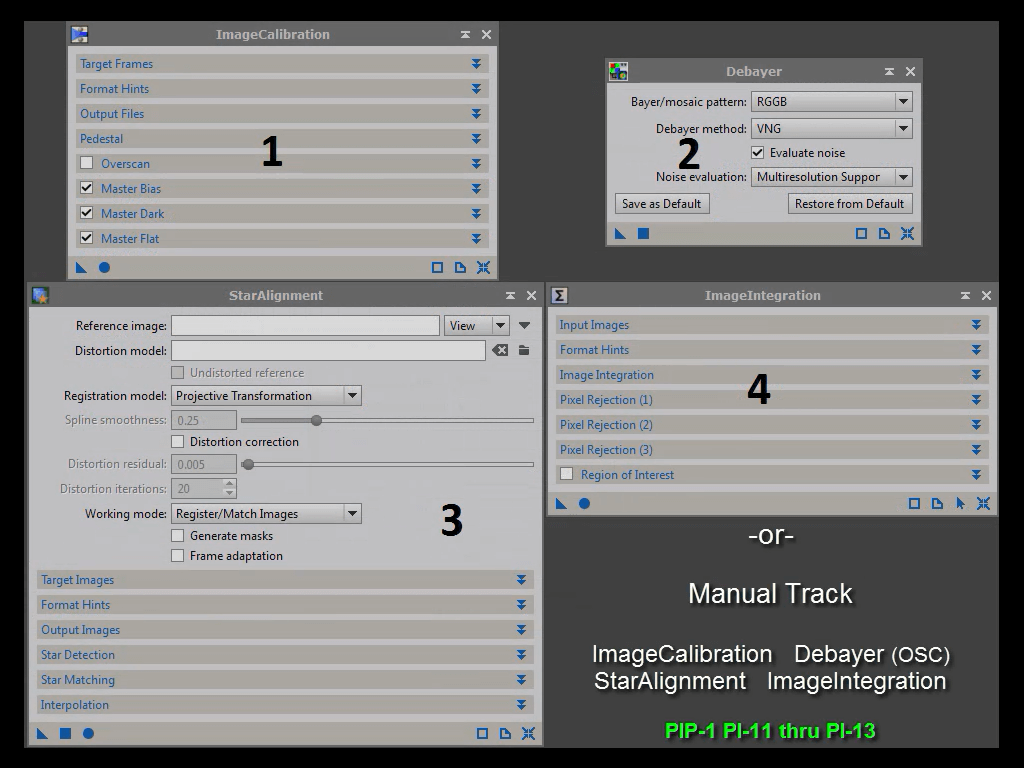 ImageCalibration
Target Frames
Format Hints
Output Files
Pedestal
Overscan
Master Bias
Master Dark
Master Flat
1
Debayer
Bayer/mosaic pattern: RGGB
Debayer method: VNG
Evaluate noise
Noise evaluation: Multiresolution Suppor
Save as Default Restore from Default
2
StarAlignment
Reference image: View
Distortion model:
Undistorted reference
Registration model: Projective Transformation
Spline smoothness: 0.25
Distortion correction
Distortion residual: 0.005
Distortion iterations: 20
Working mode: Register/Match Images
Generate masks
Frame adaptation
3
Target Images
Format Hints
Output Images
Star Detection
Star Matching
Interpolation
Σ ImageIntegration
Input Images
Format Hints
Image Integration
Pixel Rejection (1)
Pixel Rejection (2)
Pixel Rejection (3)
Region of Interest
4
-or-
Manual Track
ImageCalibration Debayer (OSC)
StarAlignment ImageIntegration
PIP-1 PI-11 thru PI-13